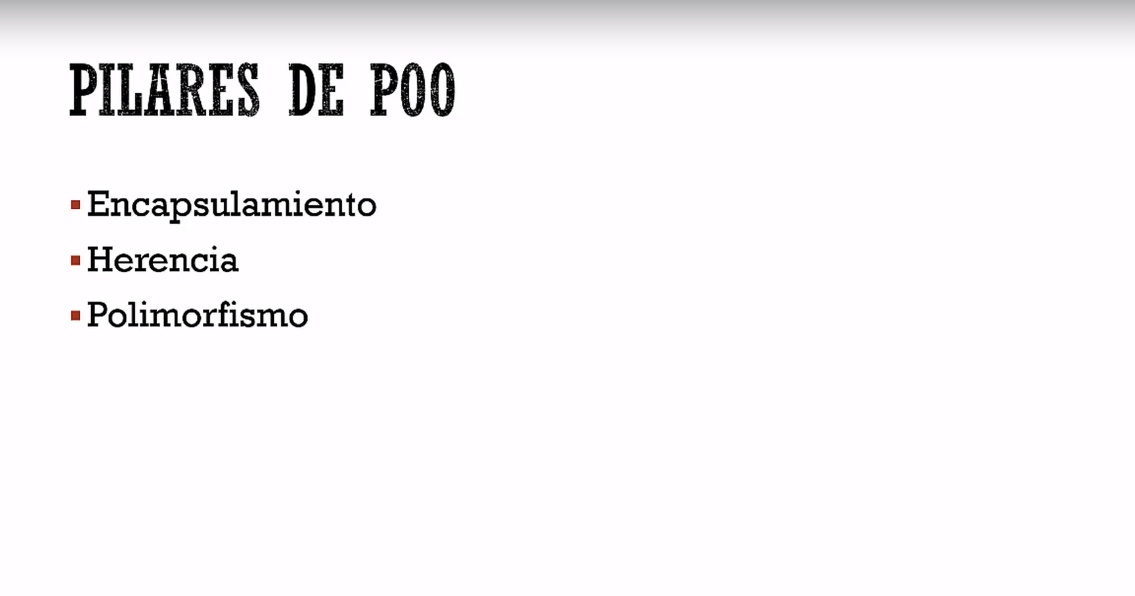 PILARES DE POO
Encapsulamiento
Herencia
Polimorfismo